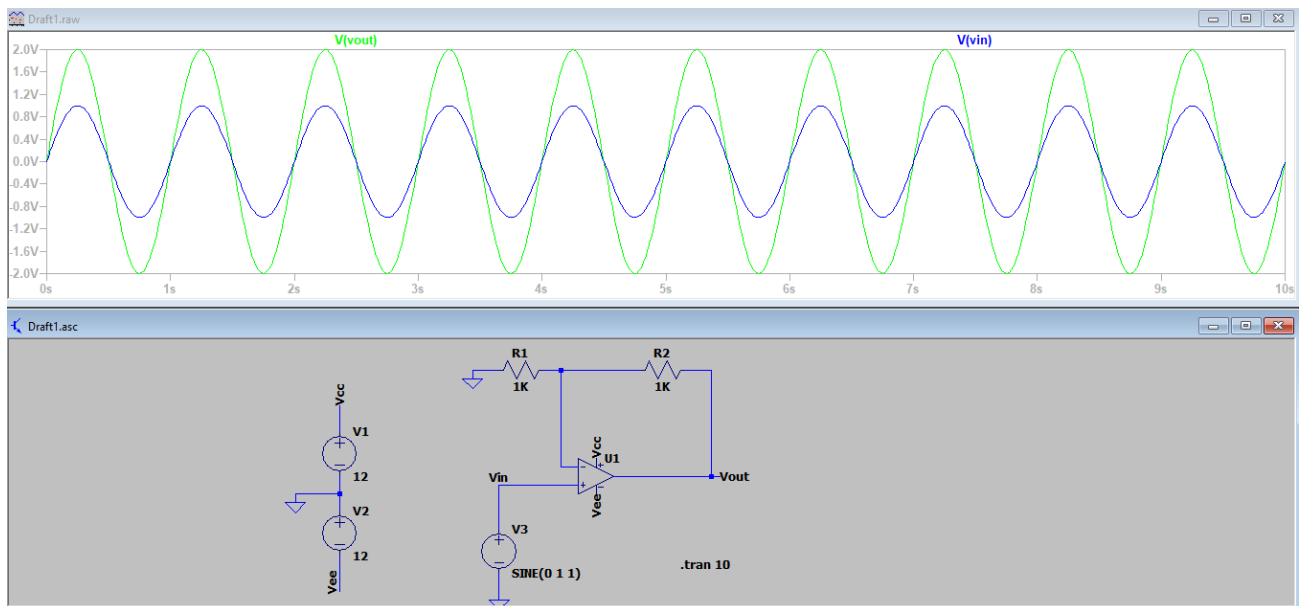 Draft1.raw
V(vout) V(vin)
2.0V
1.6V
1.2V
0.8V
0.4V
0.0V
-0.4V
-0.8V
-1.2V
-1.6V
-2.0V
0s 1s 2s 3s 4s 5s 6s 7s 8s 9s 10s
Draft1.asc
R1 R2
1K 1K
Vcc
V1
12
V2
12
Vee
Vcc
U1
Vin
Vout
Vee
V3
SINE(0 1 1)
.tran 10